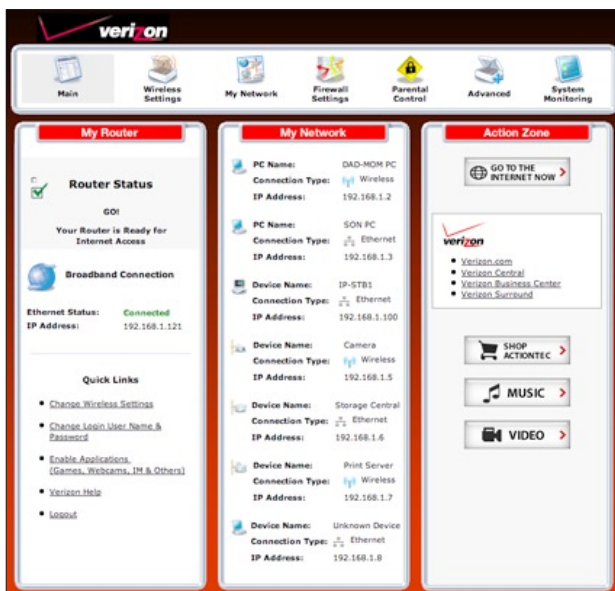 verizon
Main
Wireless
Settings
My Network
Firewall
Settings
Parental
Control
Advanced
System
Monitoring
My Router
Router Status
GO!
Your Router is Ready for
Internet Access
Broadband Connection
Ethernet Status: Connected
IP Address: 192.168.1.121
Quick Links
Change Wireless Settings
Change Login User Name &
Password
Enable Applications
(Games, Webcams, IM & Others)
Verizon Help
Logout
My Network
PC Name: DAD-MOM PC
Connection Type: Wireless
IP Address: 192.168.1.2
PC Name: SON PC
Connection Type: Ethernet
IP Address: 192.168.1.3
Device Name: IP-STB1
Connection Type: Ethernet
IP Address: 192.168.1.100
Device Name: Camera
Connection Type: Wireless
IP Address: 192.168.1.5
Device Name: Storage Central
Connection Type: Ethernet
IP Address: 192.168.1.6
Device Name: Print Server
Connection Type: Wireless
IP Address: 192.168.1.7
Device Name: Unknown Device
Connection Type: Ethernet
IP Address: 192.168.1.8
Action Zone
GO TO THE
INTERNET NOW >
verizon
Verizon.com
Verizon Central
Verizon Business Center
Verizon Surround
SHOP
ACTIONTEC >
MUSIC >
VIDEO >